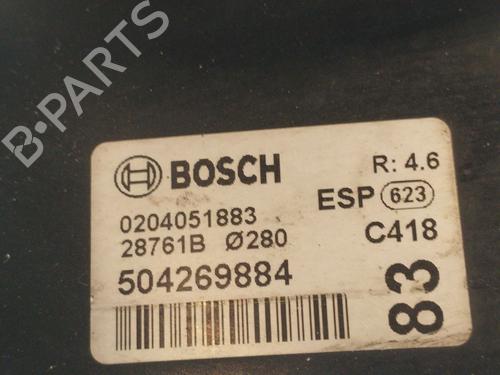 B-PARTS
BOSCH
R: 4.6
0204051883
ESP 623
28761B Ø280
C418
504269884
83